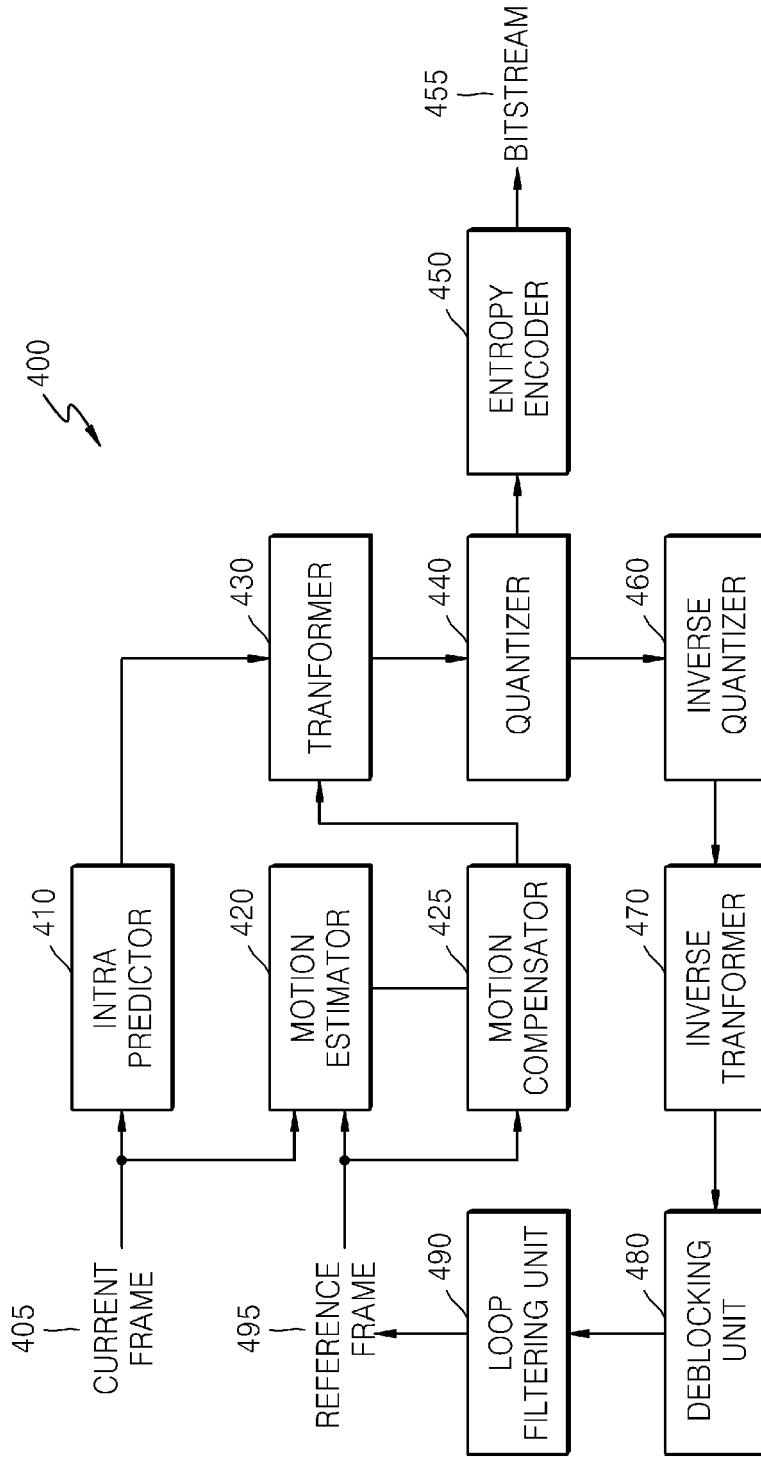 400
405
CURRENT
FRAME
410
INTRA
PREDICTOR
495
REFERENCE
FRAME
420
MOTION
ESTIMATOR
430
TRANFORMER
490
LOOP
FILTERING UNIT
425
MOTION
COMPENSATOR
440
QUANTIZER
450
ENTROPY
ENCODER
455
BITSTREAM
480
DEBLOCKING
UNIT
470
INVERSE
TRANFORMER
460
INVERSE
QUANTIZER